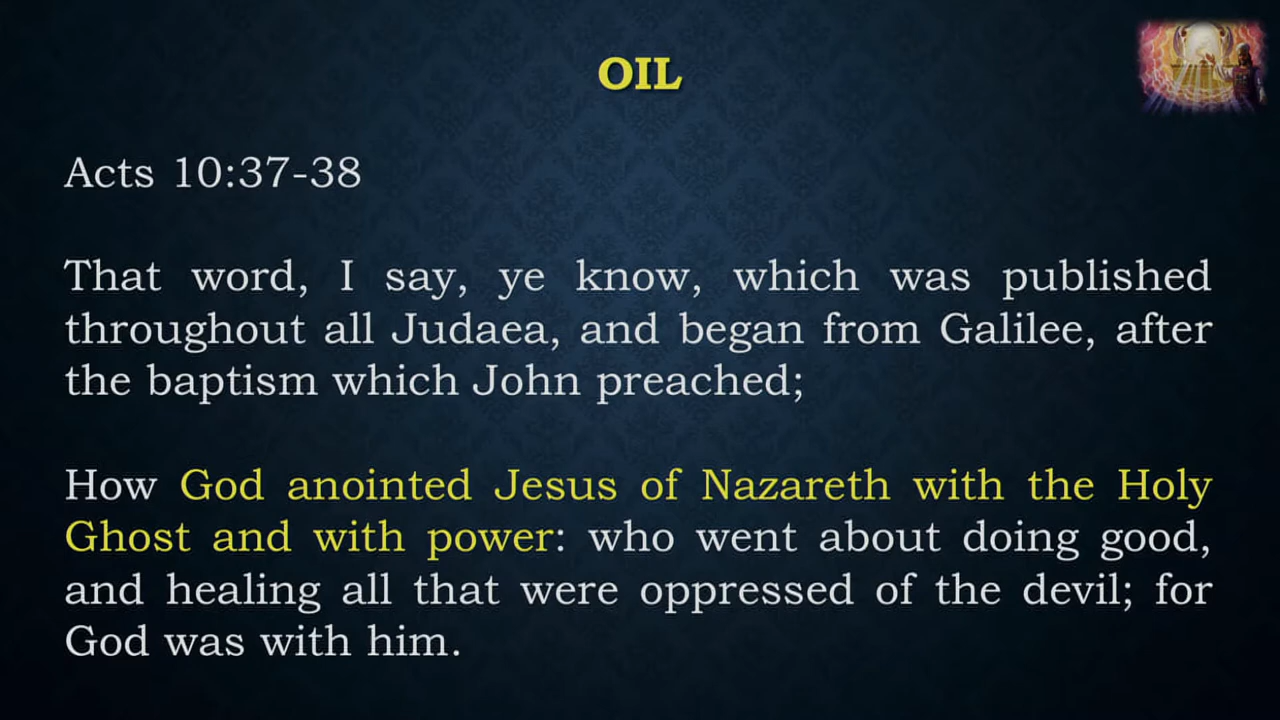 OIL
Acts 10:37-38
That word, I say, ye know, which was published
throughout all Judaea, and began from Galilee, after
the baptism which John preached;
How God anointed Jesus of Nazareth with the Holy
Ghost and with power: who went about doing good,
and healing all that were oppressed of the devil; for
God was with him.